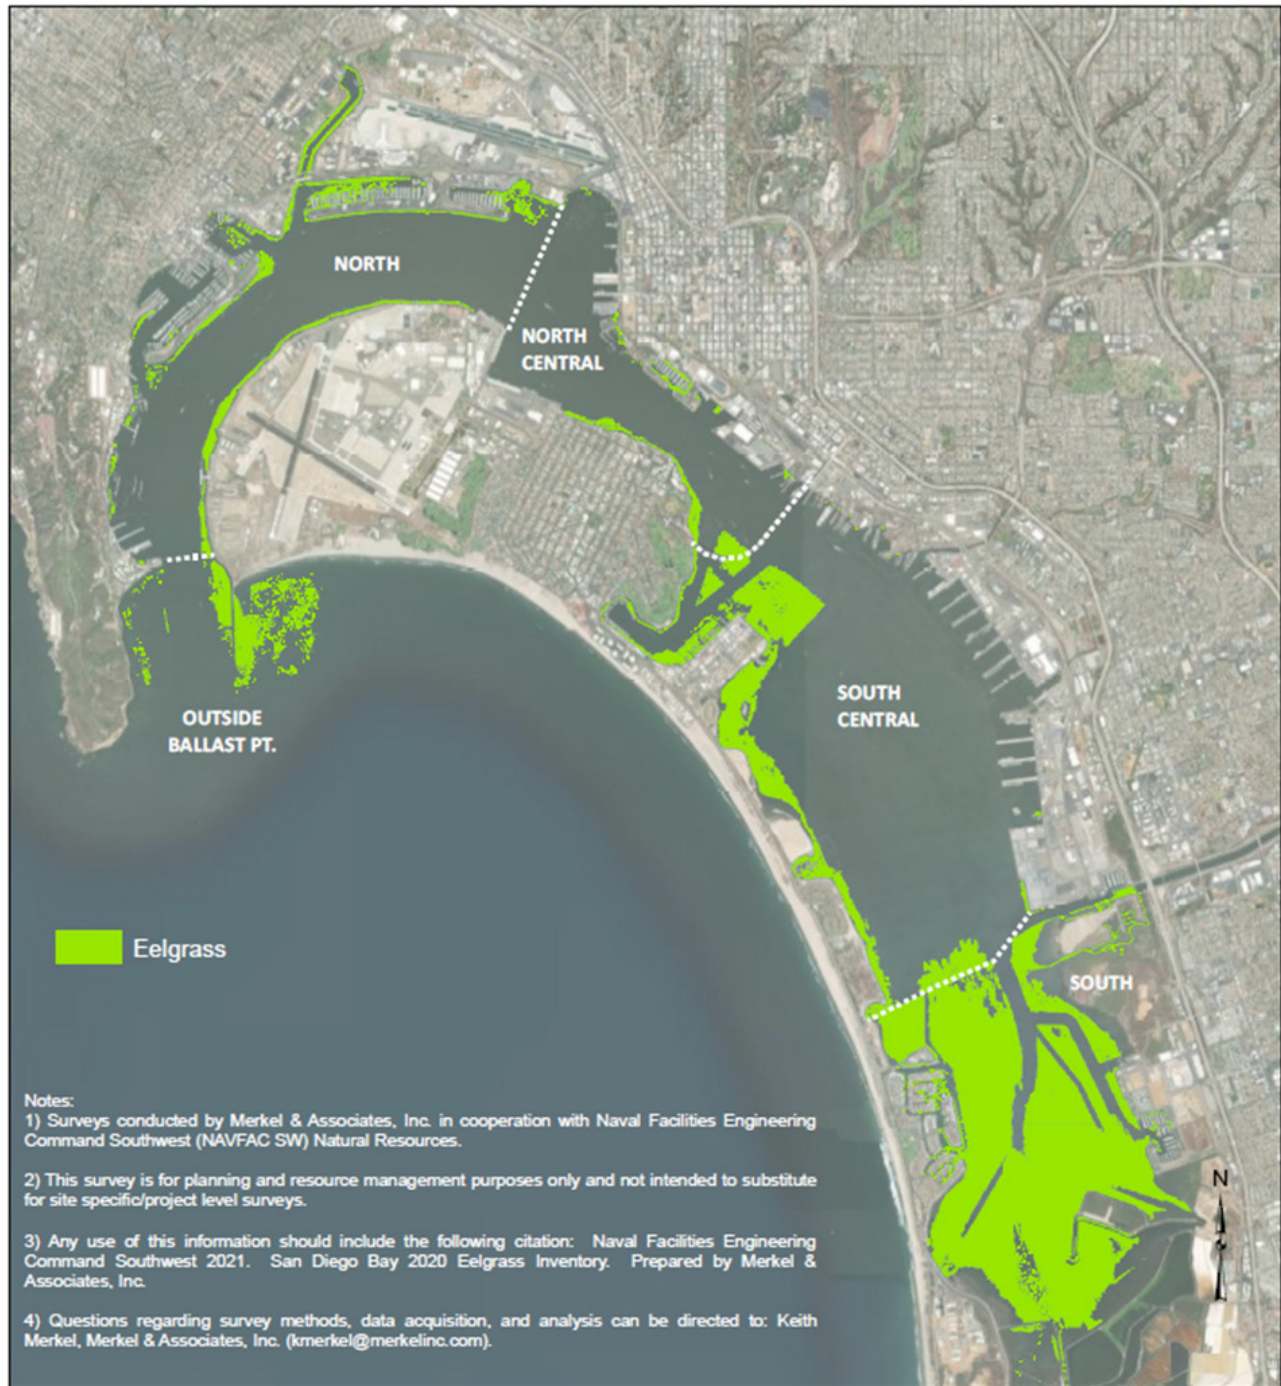 NORTH
NORTH
CENTRAL
SOUTH
CENTRAL
OUTSIDE
BALLAST PT.
Eelgrass
SOUTH
Notes:
1) Surveys conducted by Merkel & Associates, Inc. in cooperation with Naval Facilities Engineering
Command Southwest (NAVFAC SW) Natural Resources.
2) This survey is for planning and resource management purposes only and not intended to substitute
for site specific/project level surveys.
3) Any use of this information should include the following citation: Naval Facilities Engineering
Command Southwest 2021. San Diego Bay 2020 Eelgrass Inventory. Prepared by Merkel &
Associates, Inc.
4) Questions regarding survey methods, data acquisition, and analysis can be directed to: Keith
Merkel, Merkel & Associates, Inc. (kmerkel@merkelinc.com).
N